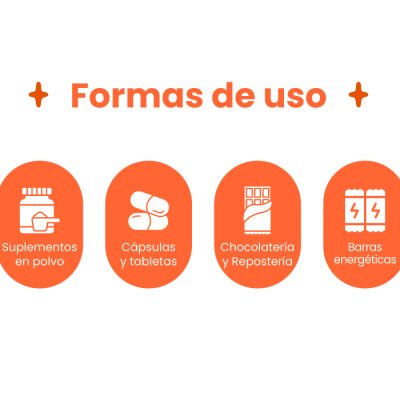 Formas de uso
Suplementos
en polvo
Cápsulas
y tabletas
Chocolatería
y Repostería
Barras
energéticas